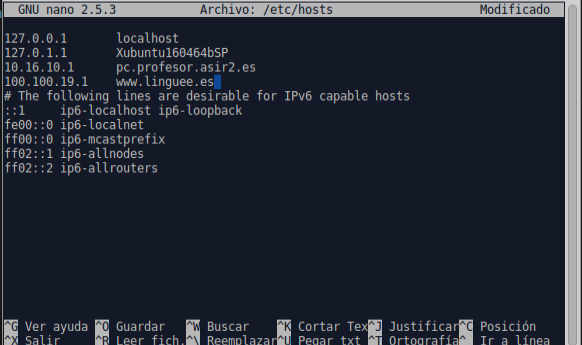 GNU nano 2.5.3 Archivo: /etc/hosts Modificado
127.0.0.1 localhost
127.0.1.1 Xubuntu160464bSP
10.16.10.1 pc.profesor.asir2.es
100.100.19.1 www.linguee.es
# The following lines are desirable for IPv6 capable hosts
::1 ip6-localhost ip6-loopback
fe00::0 ip6-localnet
ff00::0 ip6-mcastprefix
ff02::1 ip6-allnodes
ff02::2 ip6-allrouters
^G Ver ayuda ^O Guardar ^W Buscar ^K Cortar Tex^J Justificar^C Posición
^X Salir ^R Leer fich.^\ Reemplazar^U Pegar txt ^T Ortografía^_ Ir a línea